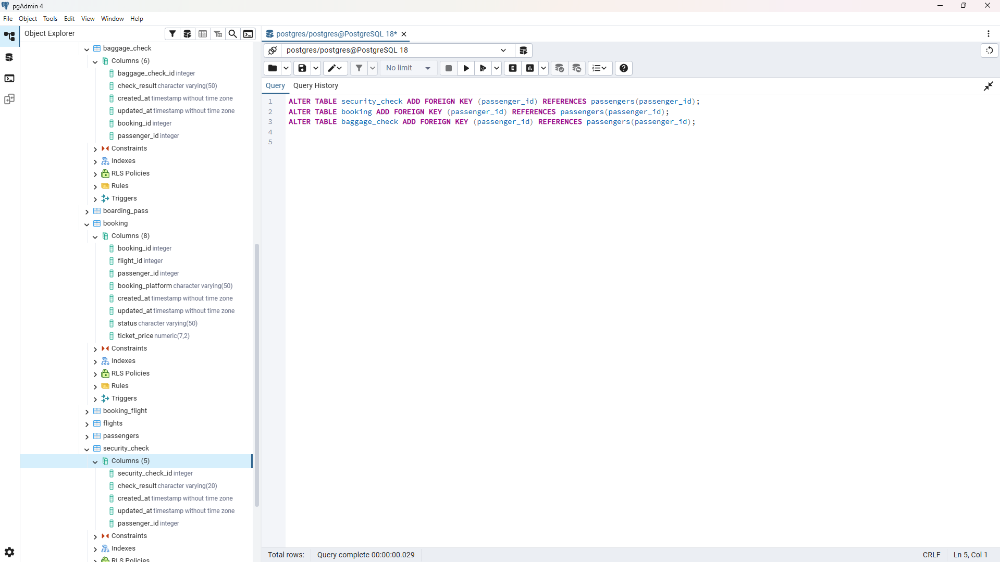 pgAdmin 4
File Object Tools Edit View Window Help
Object Explorer
postgres/postgres@PostgreSQL 18*
postgres/postgres@PostgreSQL 18
No limit
E
Query Query History
1 ALTER TABLE security_check ADD FOREIGN KEY (passenger_id) REFERENCES passengers(passenger_id);
2 ALTER TABLE booking ADD FOREIGN KEY (passenger_id) REFERENCES passengers(passenger_id);
3 ALTER TABLE baggage_check ADD FOREIGN KEY (passenger_id) REFERENCES passengers(passenger_id);
4
5
baggage_check
Columns (6)
baggage_check_id integer
check_result character varying(50)
created_at timestamp without time zone
updated_at timestamp without time zone
booking_id integer
passenger_id integer
Constraints
Indexes
RLS Policies
Rules
Triggers
boarding_pass
booking
Columns (8)
booking_id integer
flight_id integer
passenger_id integer
booking_platform character varying(50)
created_at timestamp without time zone
updated_at timestamp without time zone
status character varying(50)
ticket_price numeric(7,2)
Constraints
Indexes
RLS Policies
Rules
Triggers
booking_flight
flights
passengers
security_check
Columns (5)
security_check_id integer
check_result character varying(20)
created_at timestamp without time zone
updated_at timestamp without time zone
passenger_id integer
Constraints
Indexes
RLS Policies
Total rows: Query complete 00:00:00.029 CRLF Ln 5, Col 1